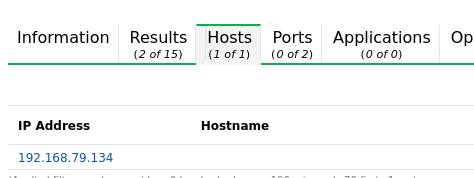 Information Results Hosts Ports Applications Op
(2 of 15) (1 of 1) (0 of 2) (0 of 0)
IP Address Hostname
192.168.79.134